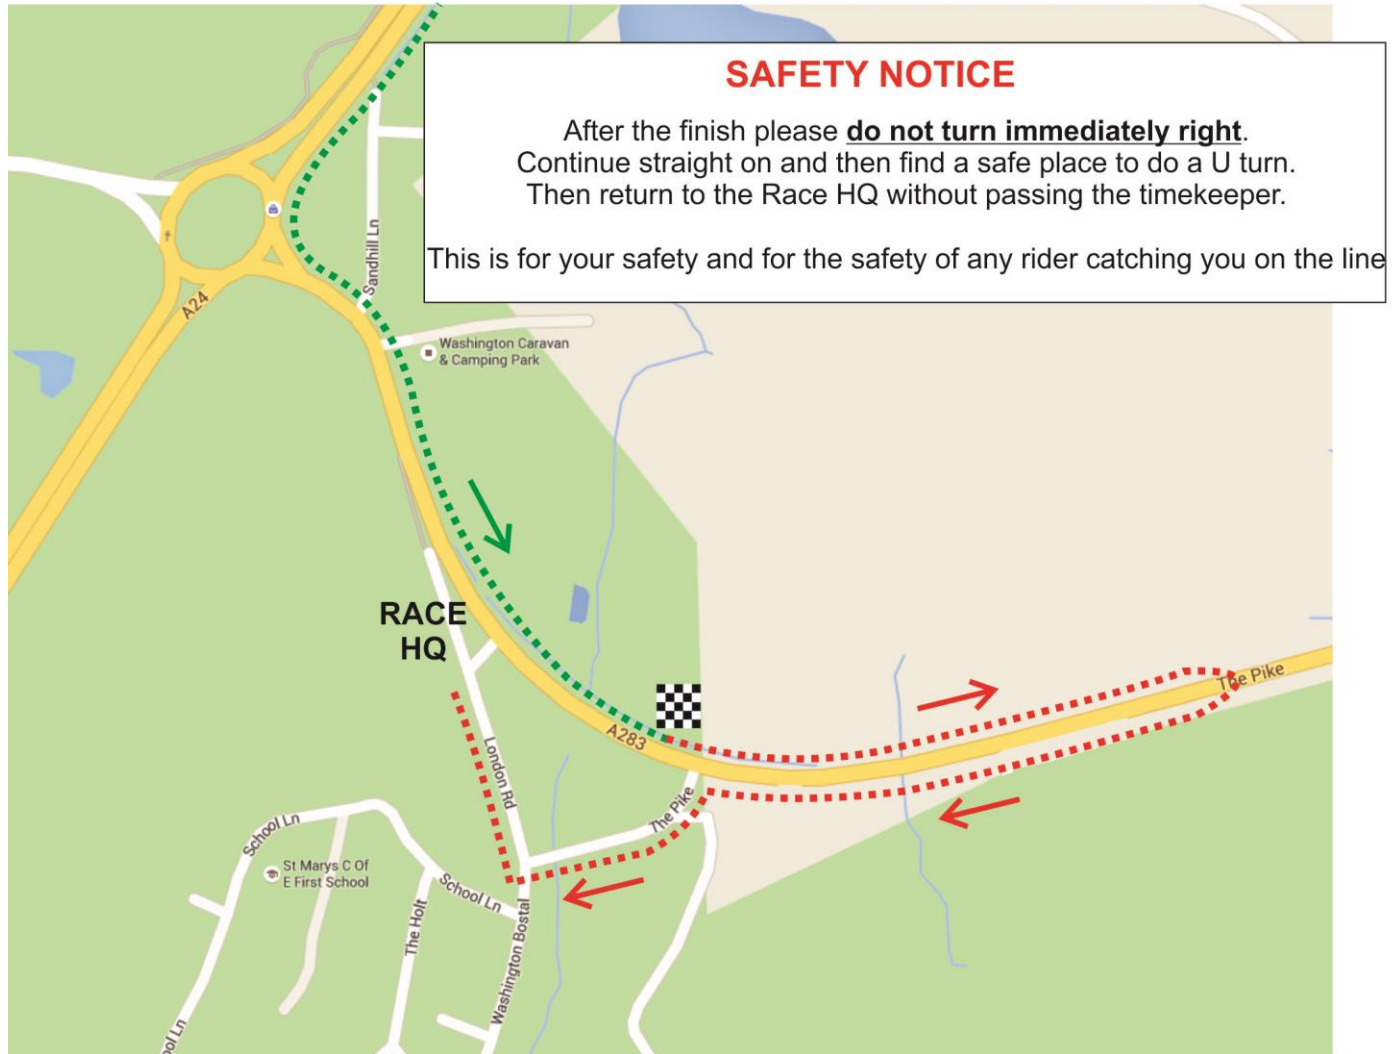 SAFETY NOTICE
After the finish please do not turn immediately right.
Continue straight on and then find a safe place to do a U turn.
Then return to the Race HQ without passing the timekeeper.
This is for your safety and for the safety of any rider catching you on the line
Sandhill Ln
A24
Washington Caravan
& Camping Park
RACE
HQ
The Pike
A283
London Rd
The Pike
School Ln
St Marys C Of
E First School
School Ln
The Holt
Washington Bostal
ool Ln